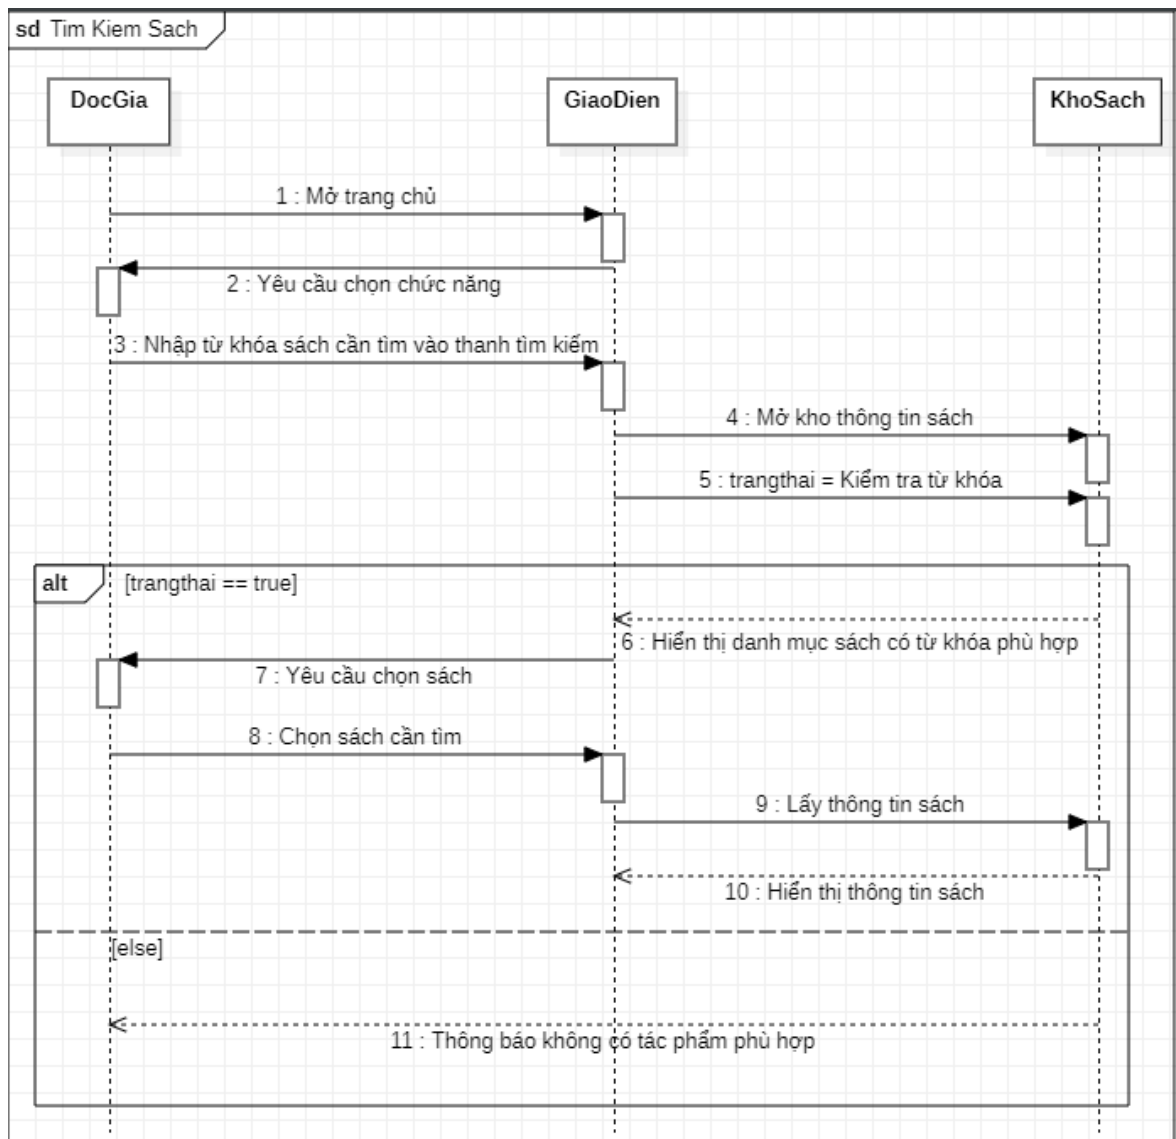 sd Tim Kiem Sach
DocGia
GiaoDien
KhoSach
1 : Mở trang chủ
2 : Yêu cầu chọn chức năng
3 : Nhập từ khóa sách cần tìm vào thanh tìm kiếm
4 : Mở kho thông tin sách
5 : trangthai = Kiểm tra từ khóa
alt [trangthai == true]
6 : Hiển thị danh mục sách có từ khóa phù hợp
7 : Yêu cầu chọn sách
8 : Chọn sách cần tìm
9 : Lấy thông tin sách
10 : Hiển thị thông tin sách
[else]
11 : Thông báo không có tác phẩm phù hợp